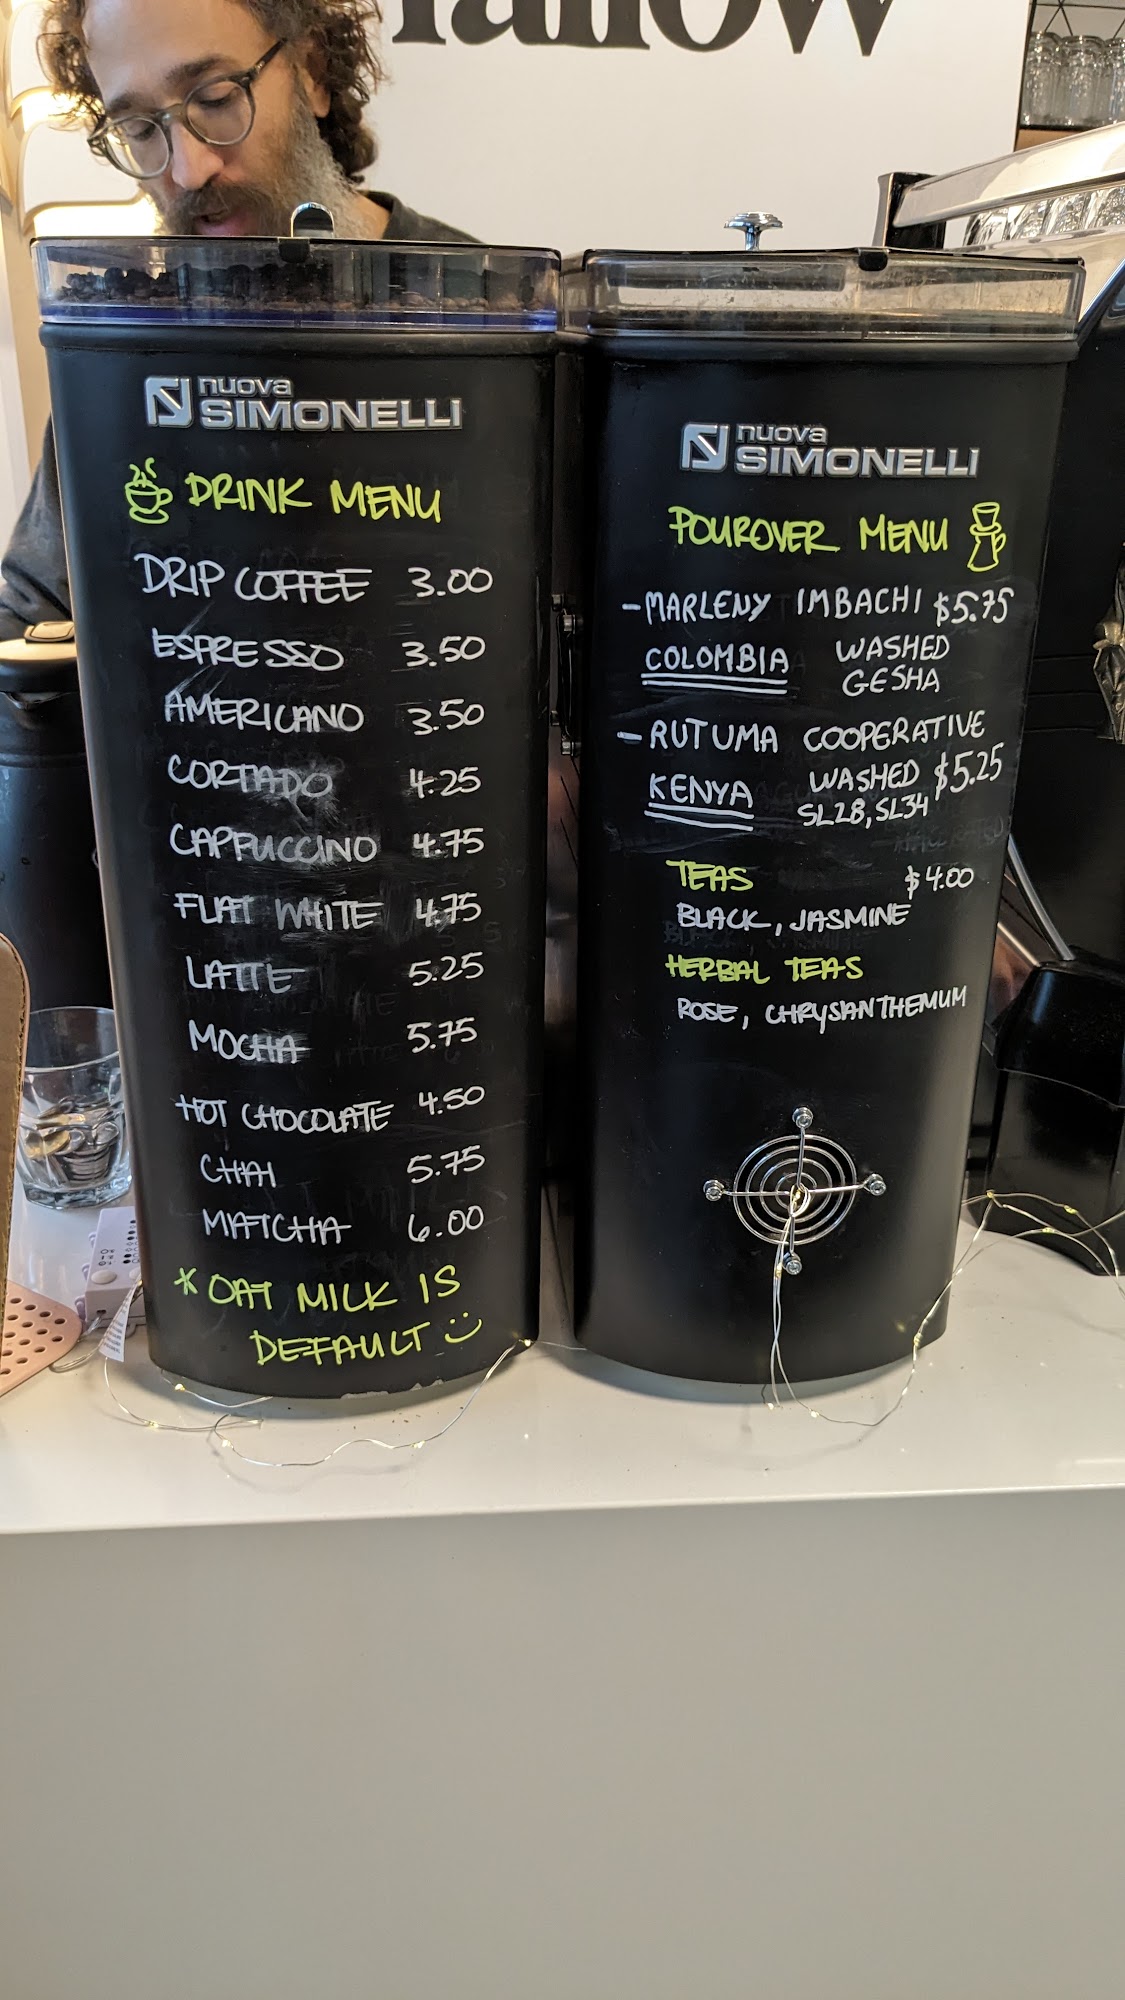 nuova
SIMONELLI
DRINK MENU
DRIP COFFEE 3.00
ESPRESSO 3.50
AMERICANO 3.50
CORTADO 4.25
CAPPUCCINO 4.75
FLAT WHITE 4.75
LATTE 5.25
MOCHA 5.75
HOT CHOCOLATE 4.50
CHAI 5.75
MATCHA 6.00
* OAT MILK IS
DEFAULT
nuova
SIMONELLI
POUROVER MENU
- MARLENY IMBACHI $5.75
COLOMBIA WASHED
GESHA
- RUTUMA COOPERATIVE
KENYA WASHED $5.25
SL28, SL34
TEAS $4.00
BLACK, JASMINE
HERBAL TEAS
ROSE, CHRYSANTHEMUM